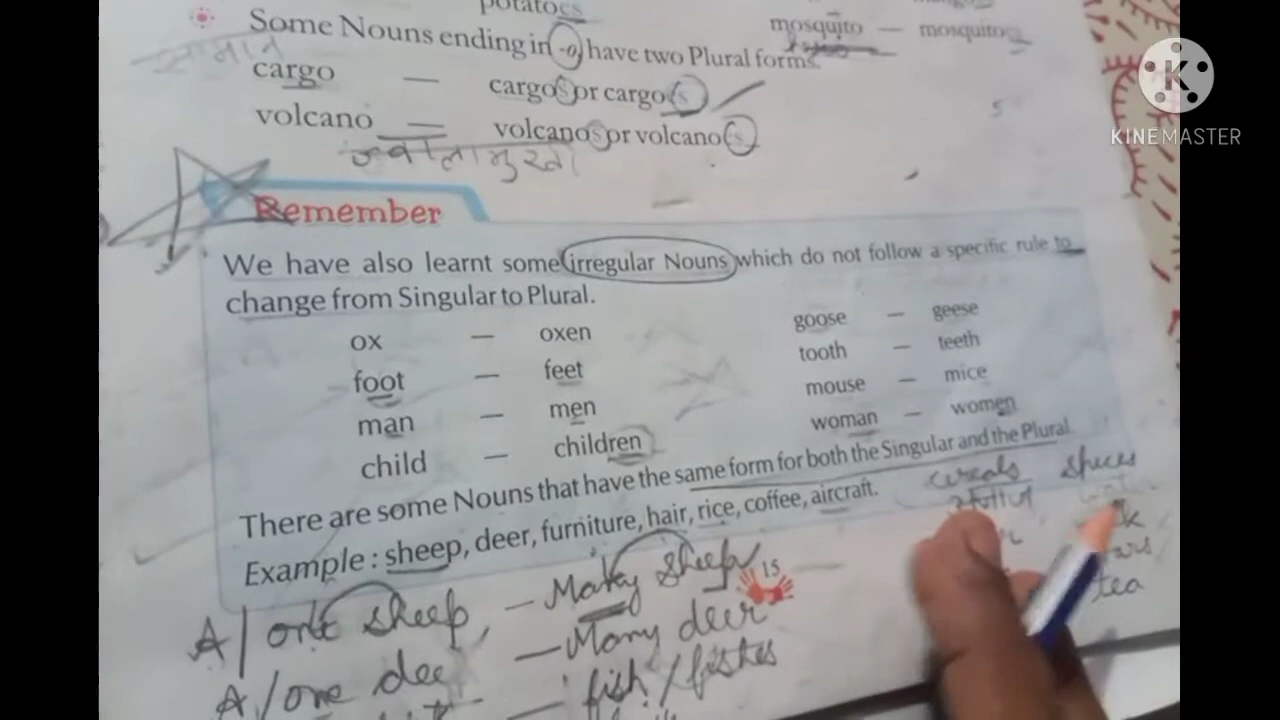 potatoes
Some Nouns ending in -o have two Plural forms.
mosquito — mosquitos
cargo — cargos or cargoes
volcano — volcanos or volcanoes
ज्वालामुखी
Remember
We have also learnt some irregular Nouns which do not follow a specific rule to
change from Singular to Plural.
ox — oxen goose — geese
foot — feet tooth — teeth
man — men mouse — mice
child — children woman — women
There are some Nouns that have the same form for both the Singular and the Plural.
Example : sheep, deer, furniture, hair, rice, coffee, aircraft.
cereals spices
tea
15
A/one sheep, — Many sheep
A/one dee — Many deer
— fish/fishes
KINEMASTER